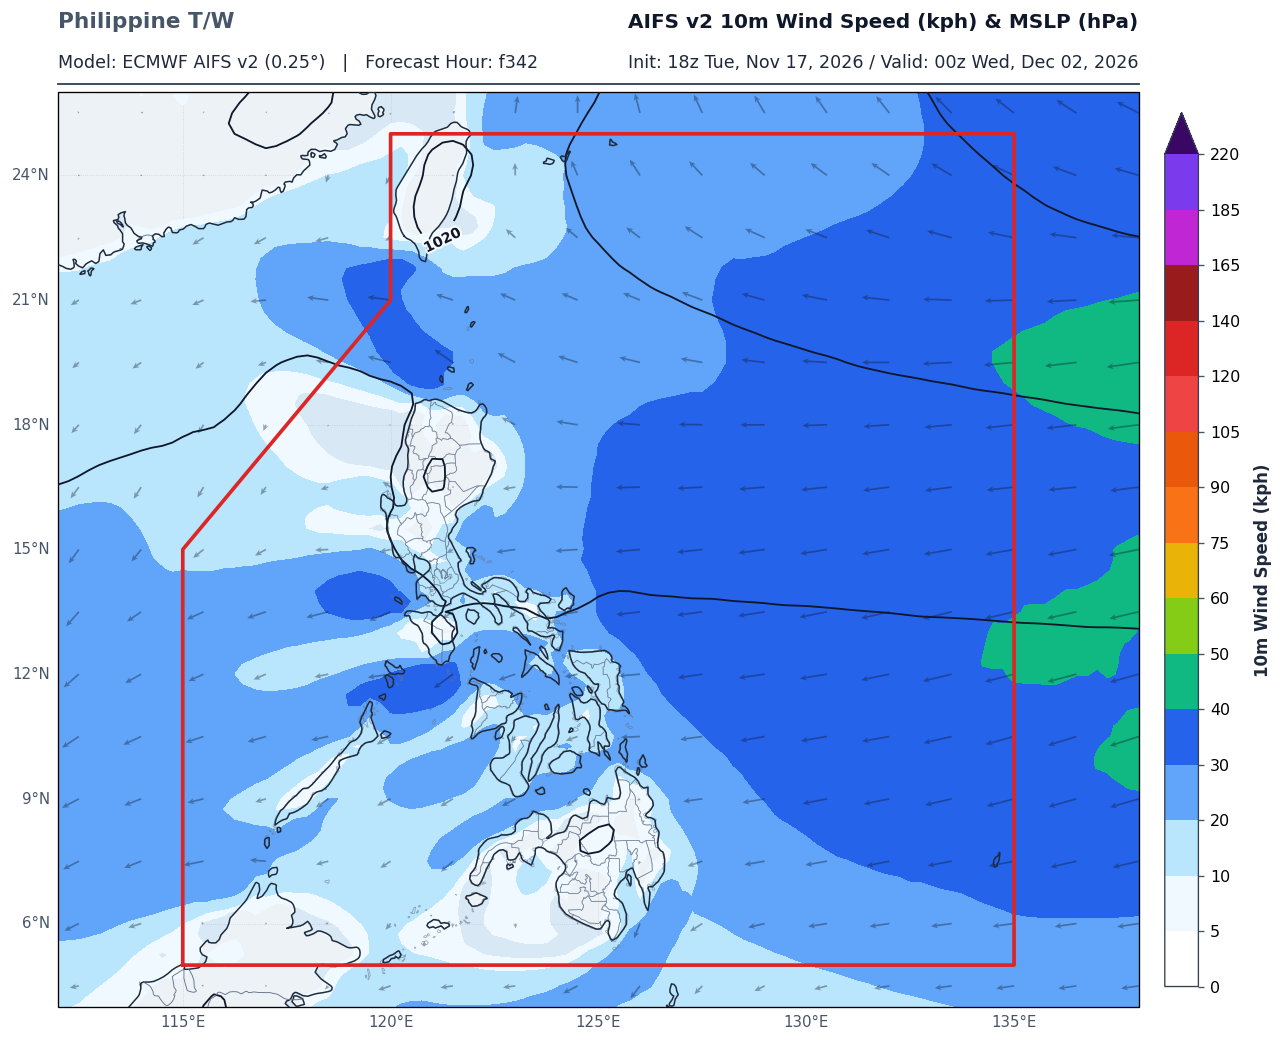 Philippine T/W
AIFS v2 10m Wind Speed (kph) & MSLP (hPa)
Model: ECMWF AIFS v2 (0.25°) | Forecast Hour: f342
Init: 18z Tue, Nov 17, 2026 / Valid: 00z Wed, Dec 02, 2026
24°N
21°N
18°N
15°N
12°N
9°N
6°N
1020
115°E
120°E
125°E
130°E
135°E
220
185
165
140
120
105
90
75
60
50
40
30
20
10
5
0
10m Wind Speed (kph)